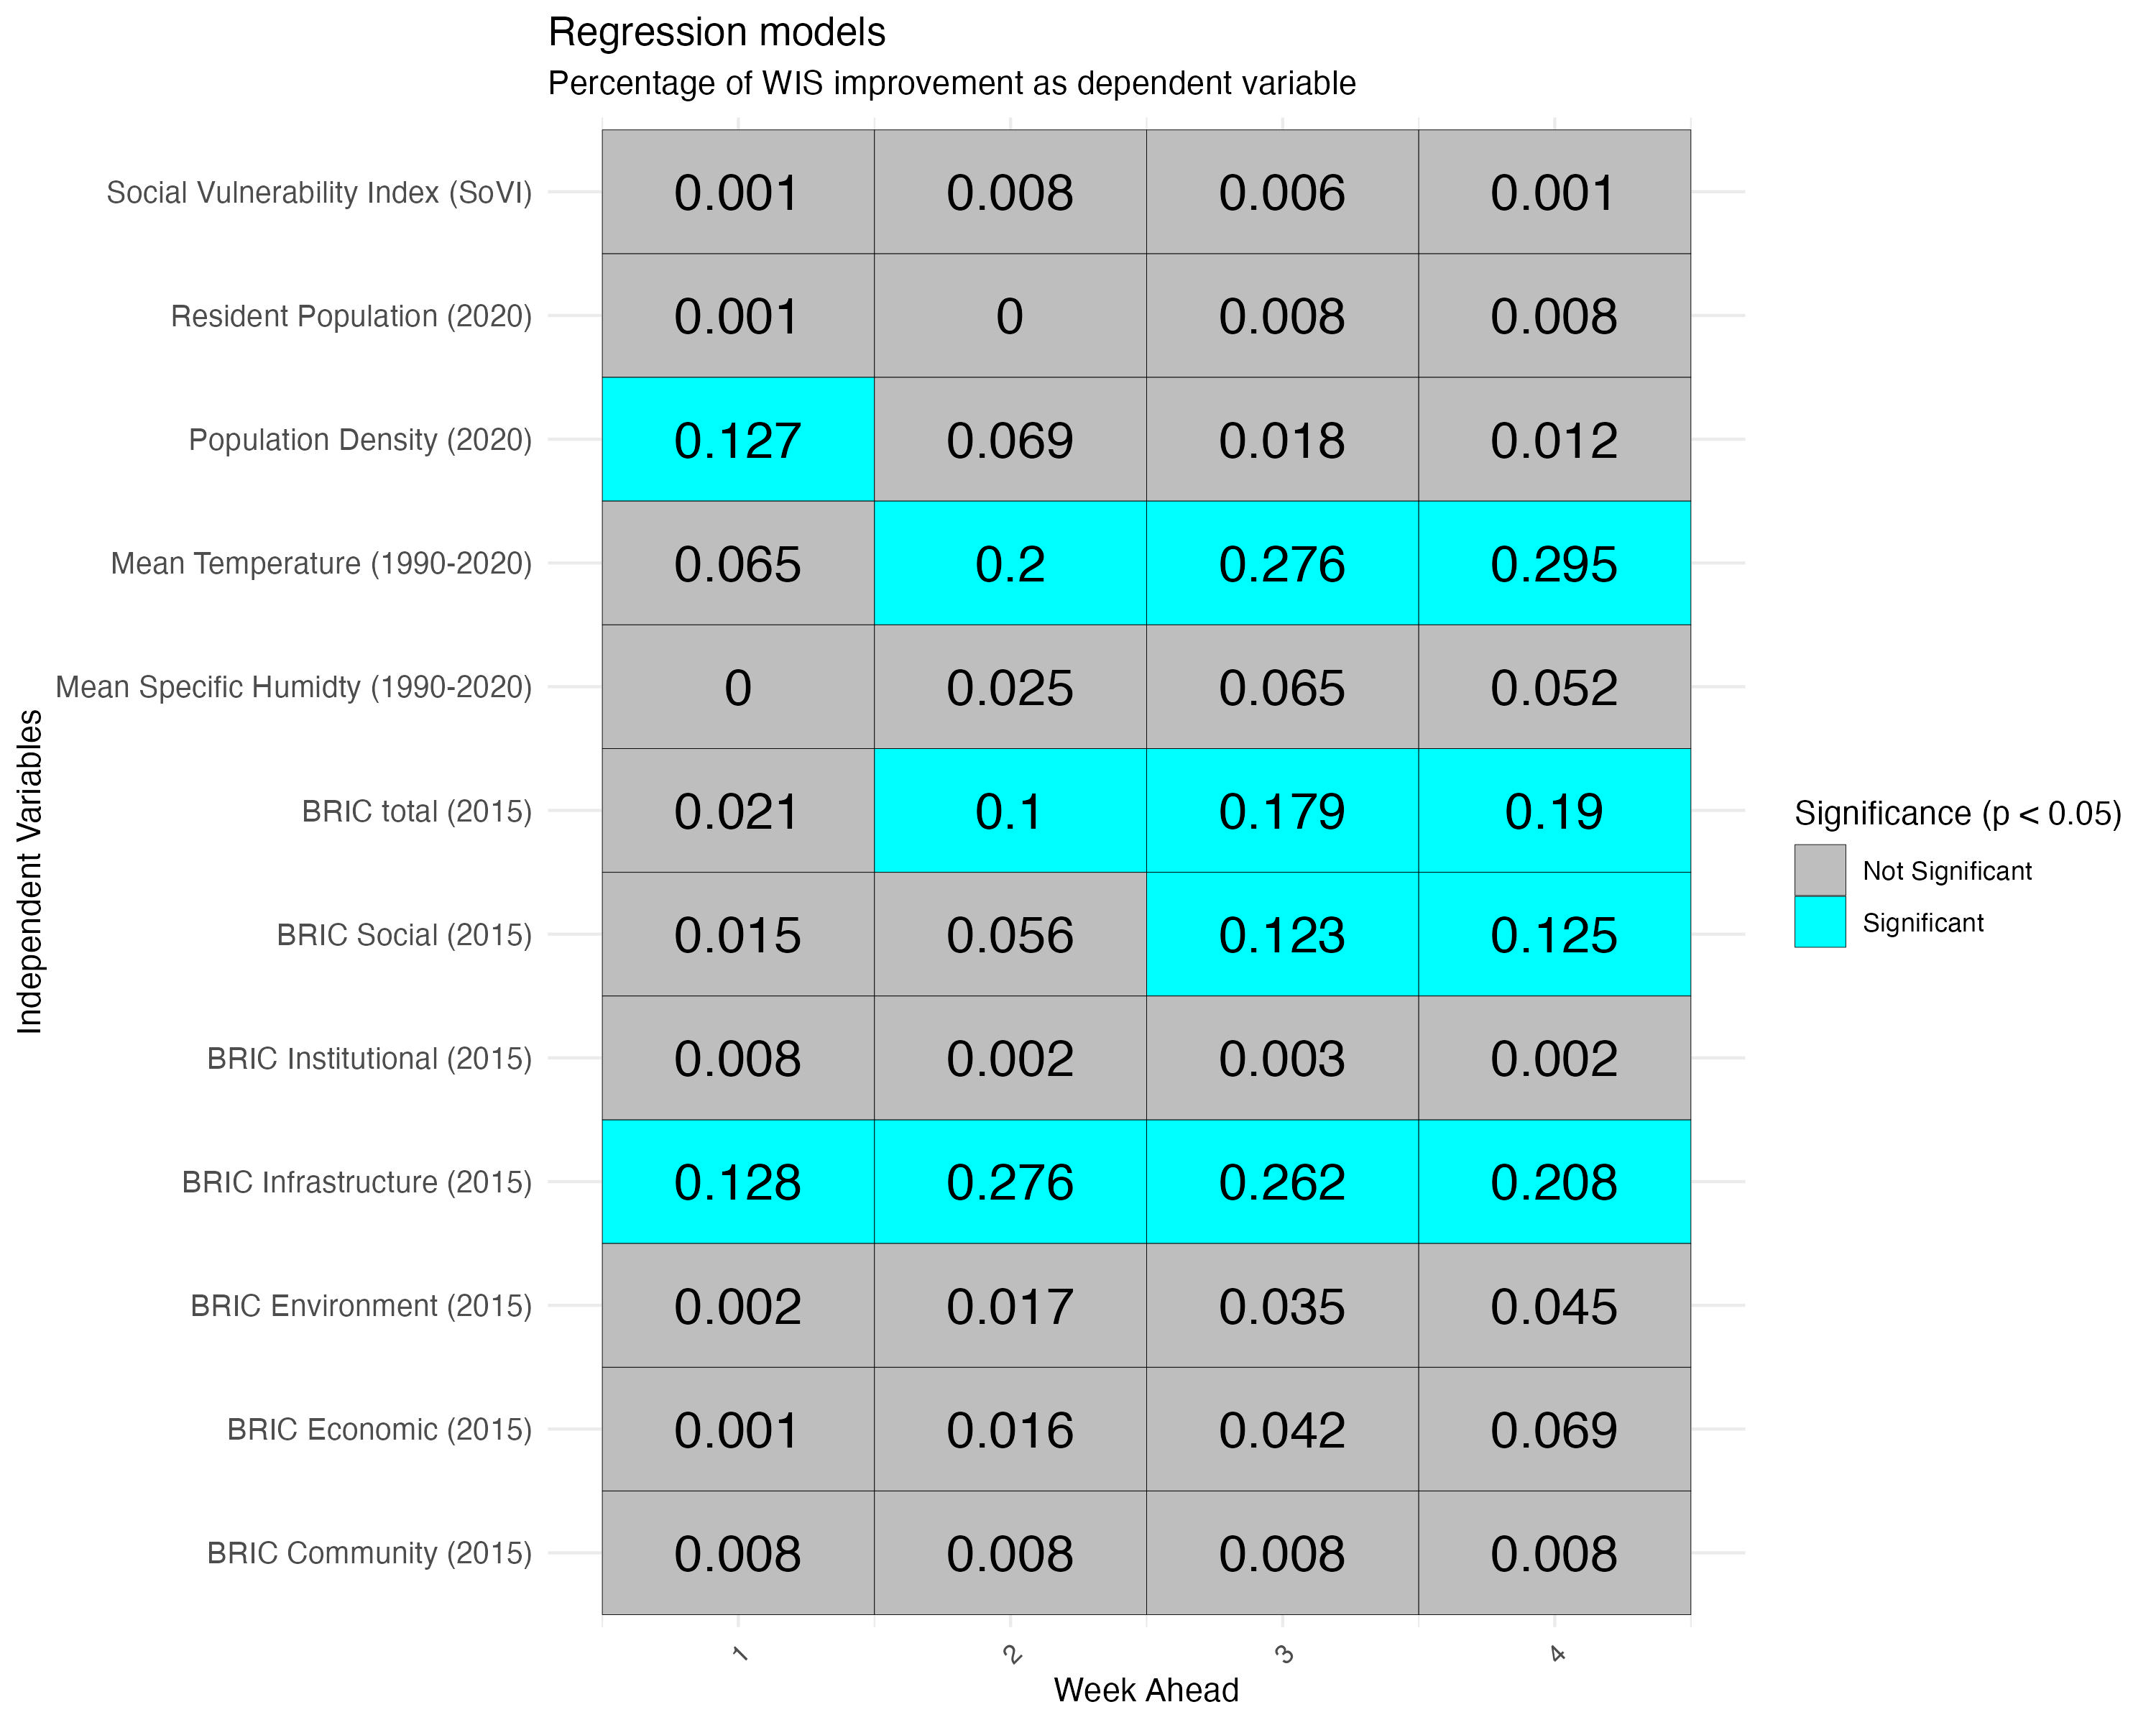 Regression models
Percentage of WIS improvement as dependent variable
Social Vulnerability Index (SoVI) 0.001 0.008 0.006 0.001
Resident Population (2020) 0.001 0 0.008 0.008
Population Density (2020) 0.127 0.069 0.018 0.012
Mean Temperature (1990-2020) 0.065 0.2 0.276 0.295
Mean Specific Humidty (1990-2020) 0 0.025 0.065 0.052
BRIC total (2015) 0.021 0.1 0.179 0.19
BRIC Social (2015) 0.015 0.056 0.123 0.125
BRIC Institutional (2015) 0.008 0.002 0.003 0.002
BRIC Infrastructure (2015) 0.128 0.276 0.262 0.208
BRIC Environment (2015) 0.002 0.017 0.035 0.045
BRIC Economic (2015) 0.001 0.016 0.042 0.069
BRIC Community (2015) 0.008 0.008 0.008 0.008
1 2 3 4
Week Ahead
Independent Variables
Significance (p < 0.05)
Not Significant
Significant